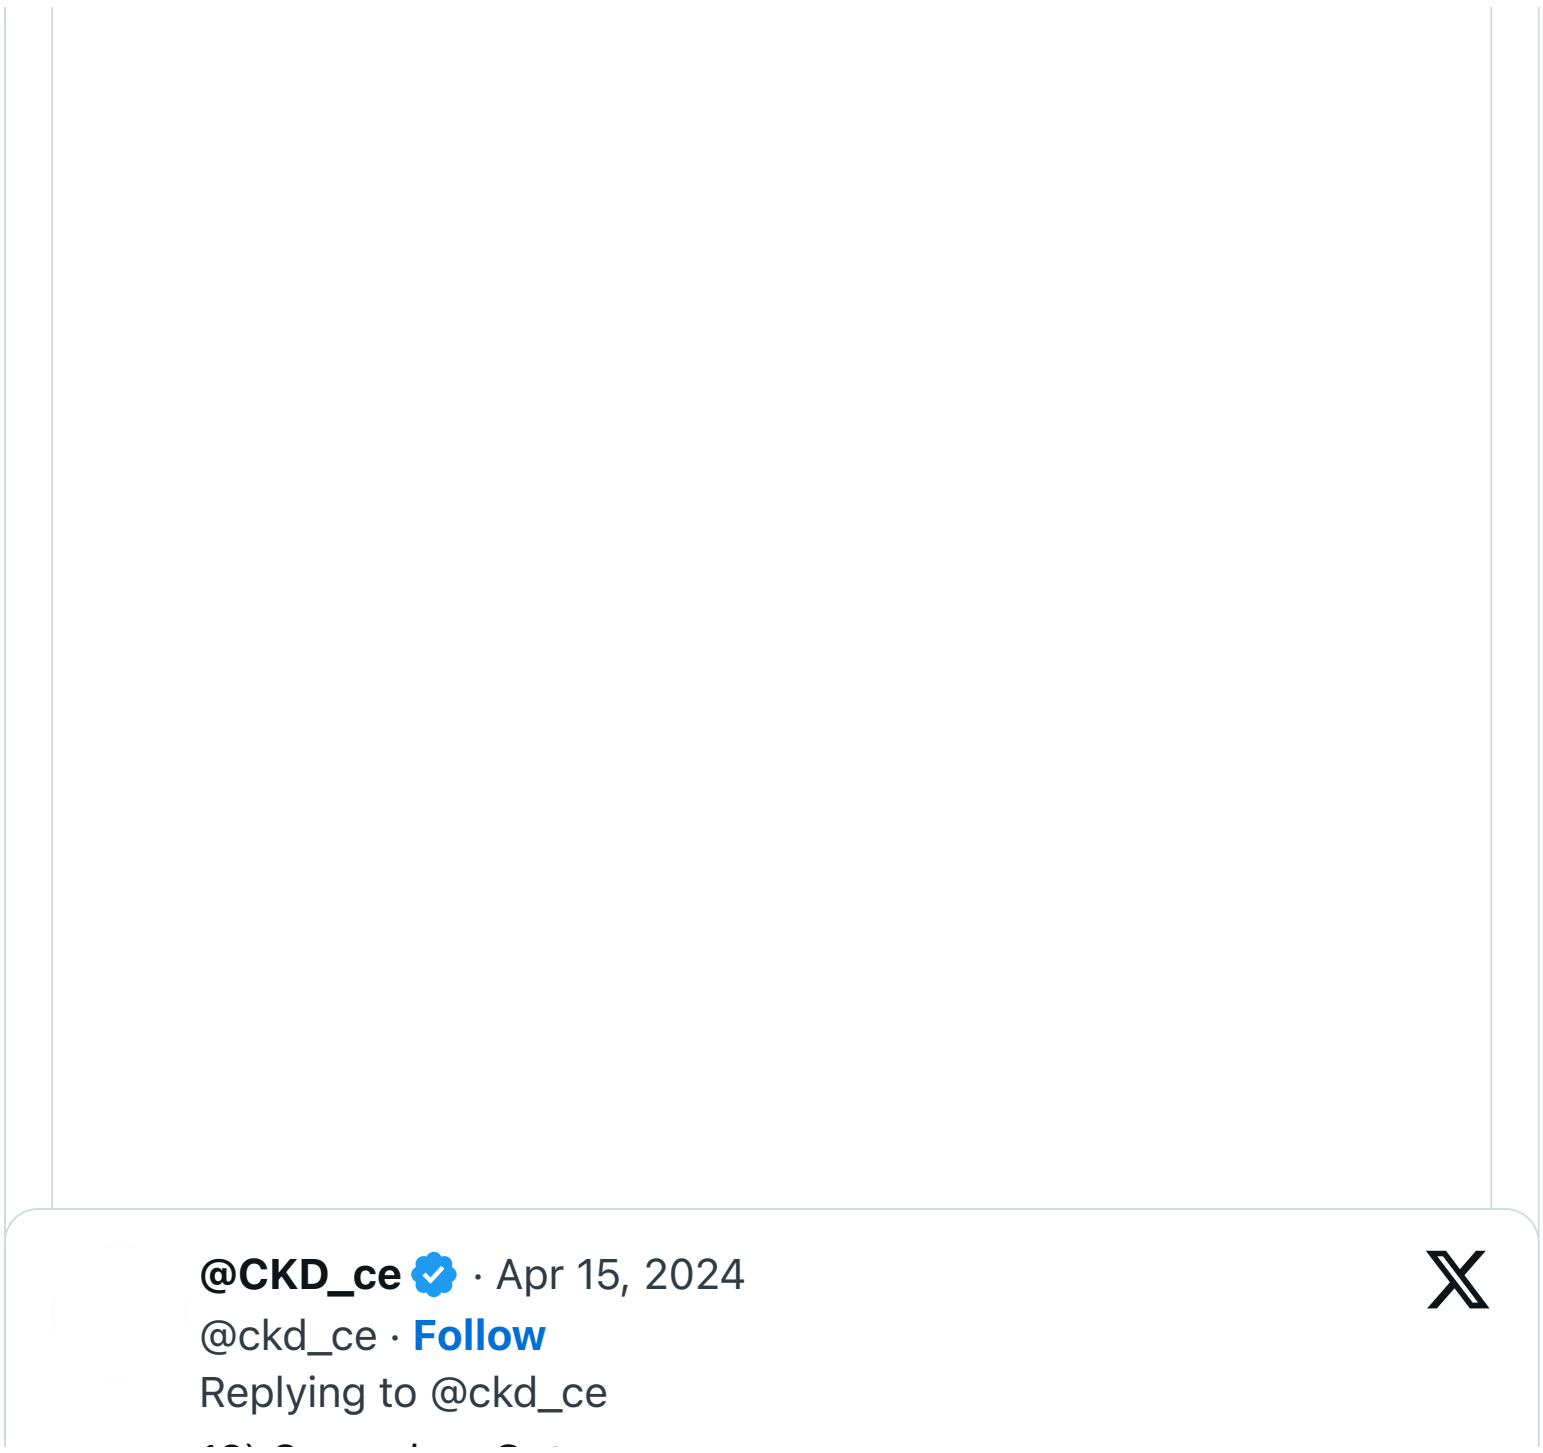 @CKD_ce · Apr 15, 2024
@ckd_ce · Follow
Replying to @ckd_ce